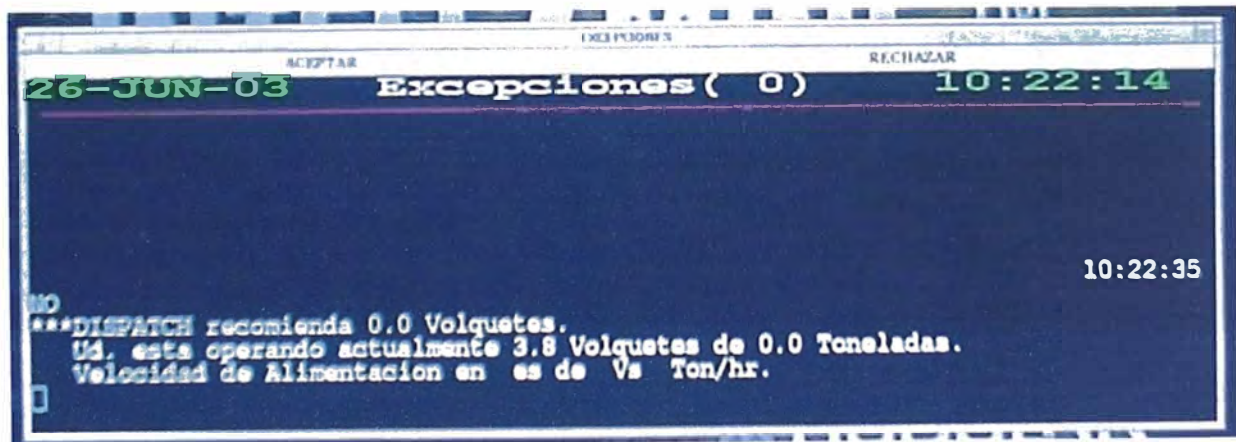 EXCEPCIONES
ACEPTAR RECHAZAR
26-JUN-03 Excepciones( 0) 10:22:14
10:22:35
NO
***DISPATCH recomienda 0.0 Volquetes.
Ud. esta operando actualmente 3.8 Volquetes de 0.0 Toneladas.
Velocidad de Alimentacion en es de Vs Ton/hr.